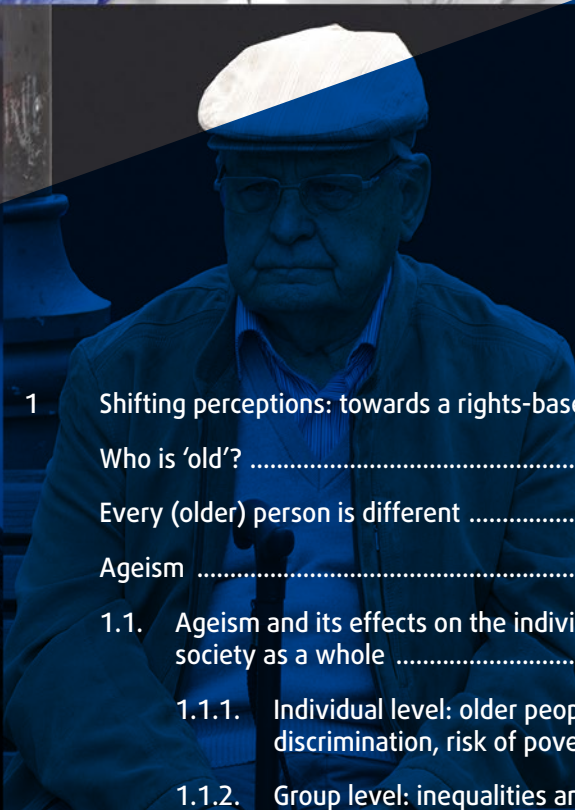 1 Shifting perceptions: towards a rights-base
Who is ‘old’? ................................................
Every (older) person is different ................
Ageism .........................................................
1.1. Ageism and its effects on the indivi
society as a whole ...........................
1.1.1. Individual level: older peop
discrimination, risk of pove
1.1.2. Group level: inequalities an